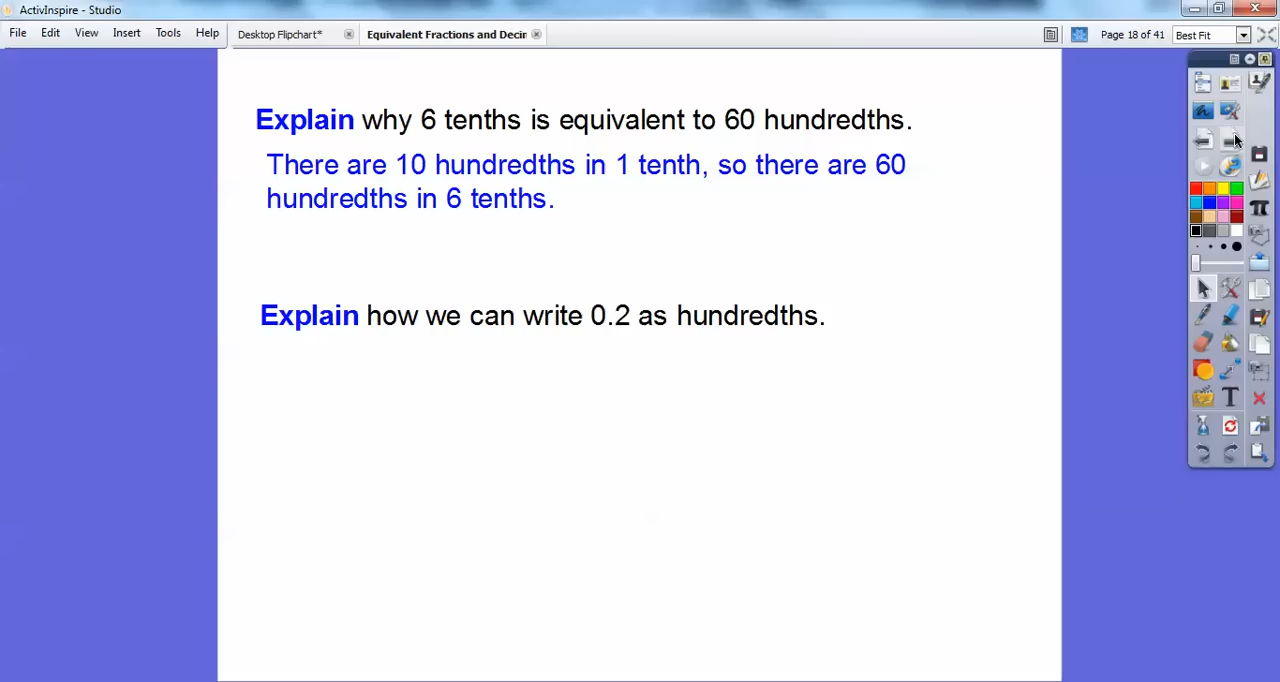 ActivInspire - Studio
File Edit View Insert Tools Help
Desktop Flipchart*
Equivalent Fractions and Decin
Page 18 of 41
Best Fit
Explain why 6 tenths is equivalent to 60 hundredths.
There are 10 hundredths in 1 tenth, so there are 60
hundredths in 6 tenths.
Explain how we can write 0.2 as hundredths.